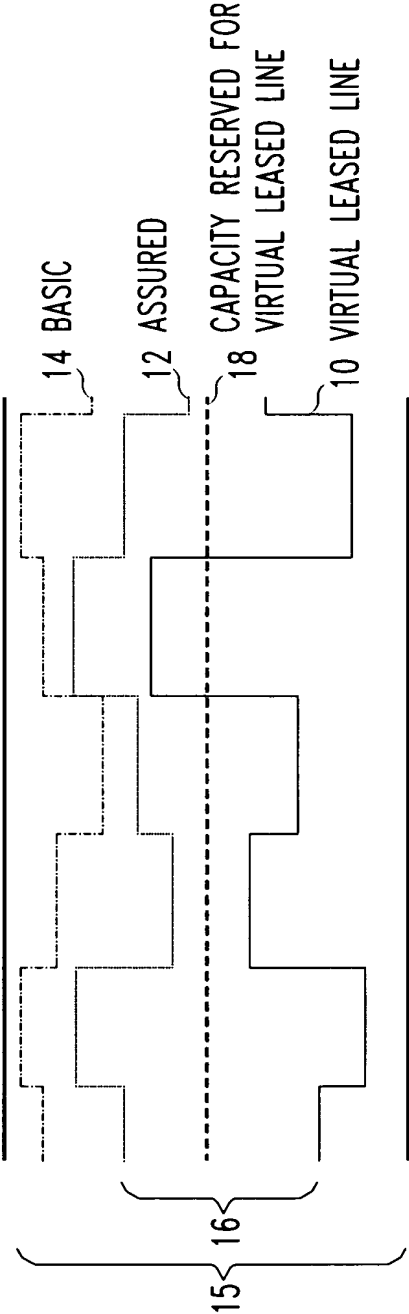 14 BASIC
12 ASSURED
18 CAPACITY RESERVED FOR
VIRTUAL LEASED LINE
10 VIRTUAL LEASED LINE
16
15